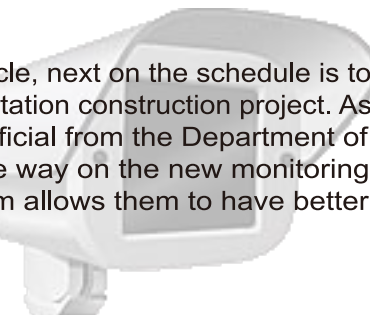 cle, next on the schedule is to
tation construction project. As
ficial from the Department of
e way on the new monitoring
m allows them to have better